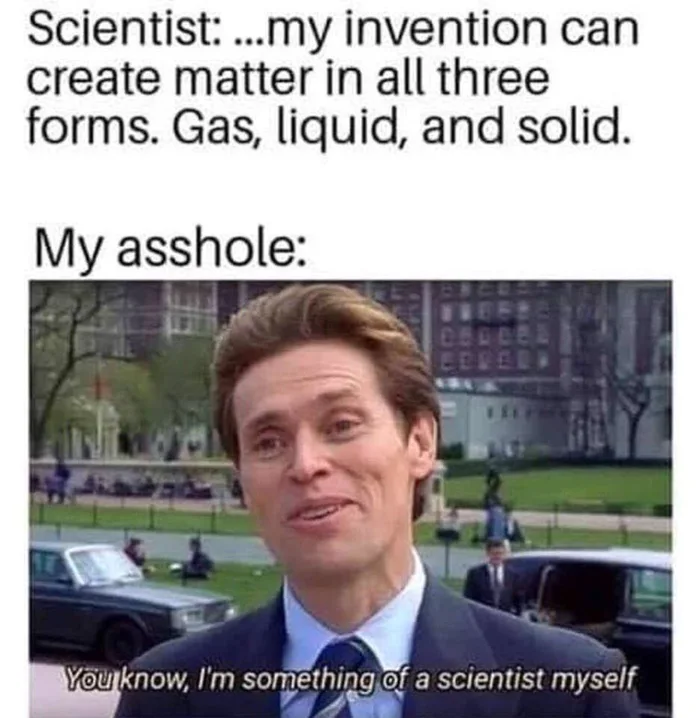 Scientist: ...my invention can
create matter in all three
forms. Gas, liquid, and solid.
My asshole:
You know, I'm something of a scientist myself